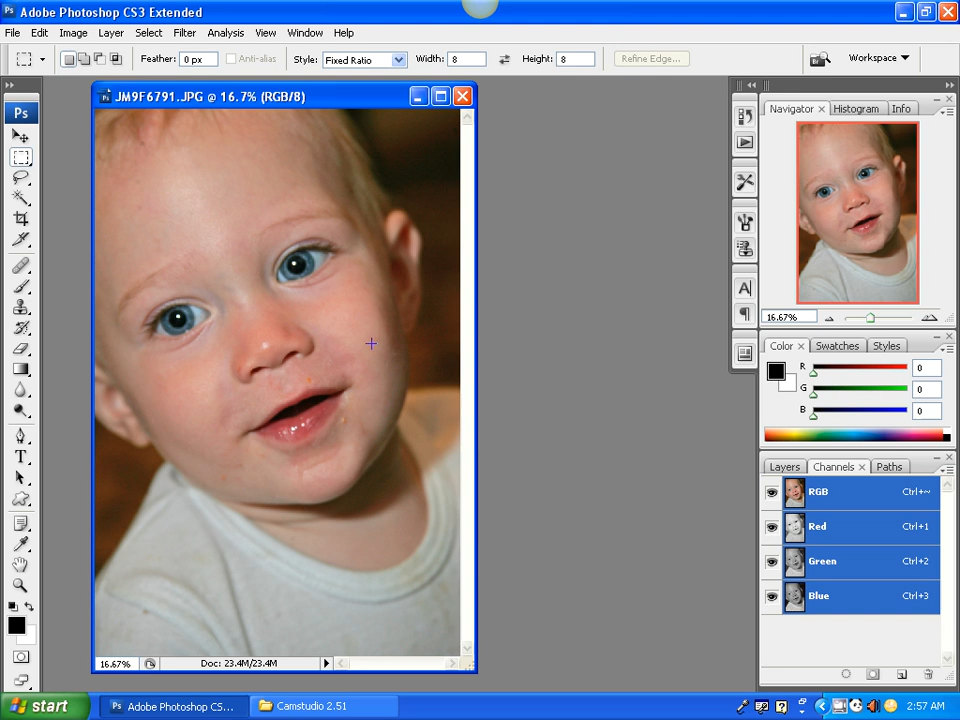 Ps Adobe Photoshop CS3 Extended
File Edit Image Layer Select Filter Analysis View Window Help
Feather: 0 px Anti-alias Style: Fixed Ratio Width: 8 Height: 8 Refine Edge... Workspace
JM9F6791.JPG @ 16.7% (RGB/8)
Ps
T
16.67% Doc: 23.4M/23.4M
A
Navigator Histogram Info
16.67%
Color Swatches Styles
R 0
G 0
B 0
Layers Channels Paths
RGB Ctrl+~
Red Ctrl+1
Green Ctrl+2
Blue Ctrl+3
start Ps Adobe Photoshop CS... Camstudio 2.51 2:57 AM